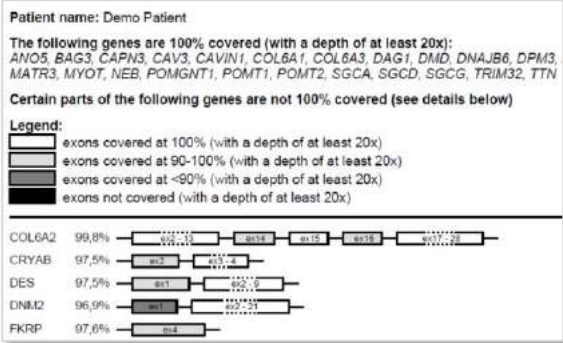 Patient name: Demo Patient
The following genes are 100% covered (with a depth of at least 20x):
ANO5, BAG3, CAPN3, CAV3, CAVIN1, COL6A1, COL6A3, DAG1, DMD, DNAJB6, DPM3,
MATR3, MYOT, NEB, POMGNT1, POMT1, POMT2, SGCA, SGCD, SGCG, TRIM32, TTN
Certain parts of the following genes are not 100% covered (see details below)
Legend:
exons covered at 100% (with a depth of at least 20x)
exons covered at 90-100% (with a depth of at least 20x)
exons covered at <90% (with a depth of at least 20x)
exons not covered (with a depth of at least 20x)
COL6A2 99,8% ex2 - 13 ex14 ex15 ex16 ex17 - 28
CRYAB 97,5% ex2 ex3 - 4
DES 97,5% ex1 ex2 - 9
DNM2 96,9% ex1 ex2 - 21
FKRP 97,6% ex4